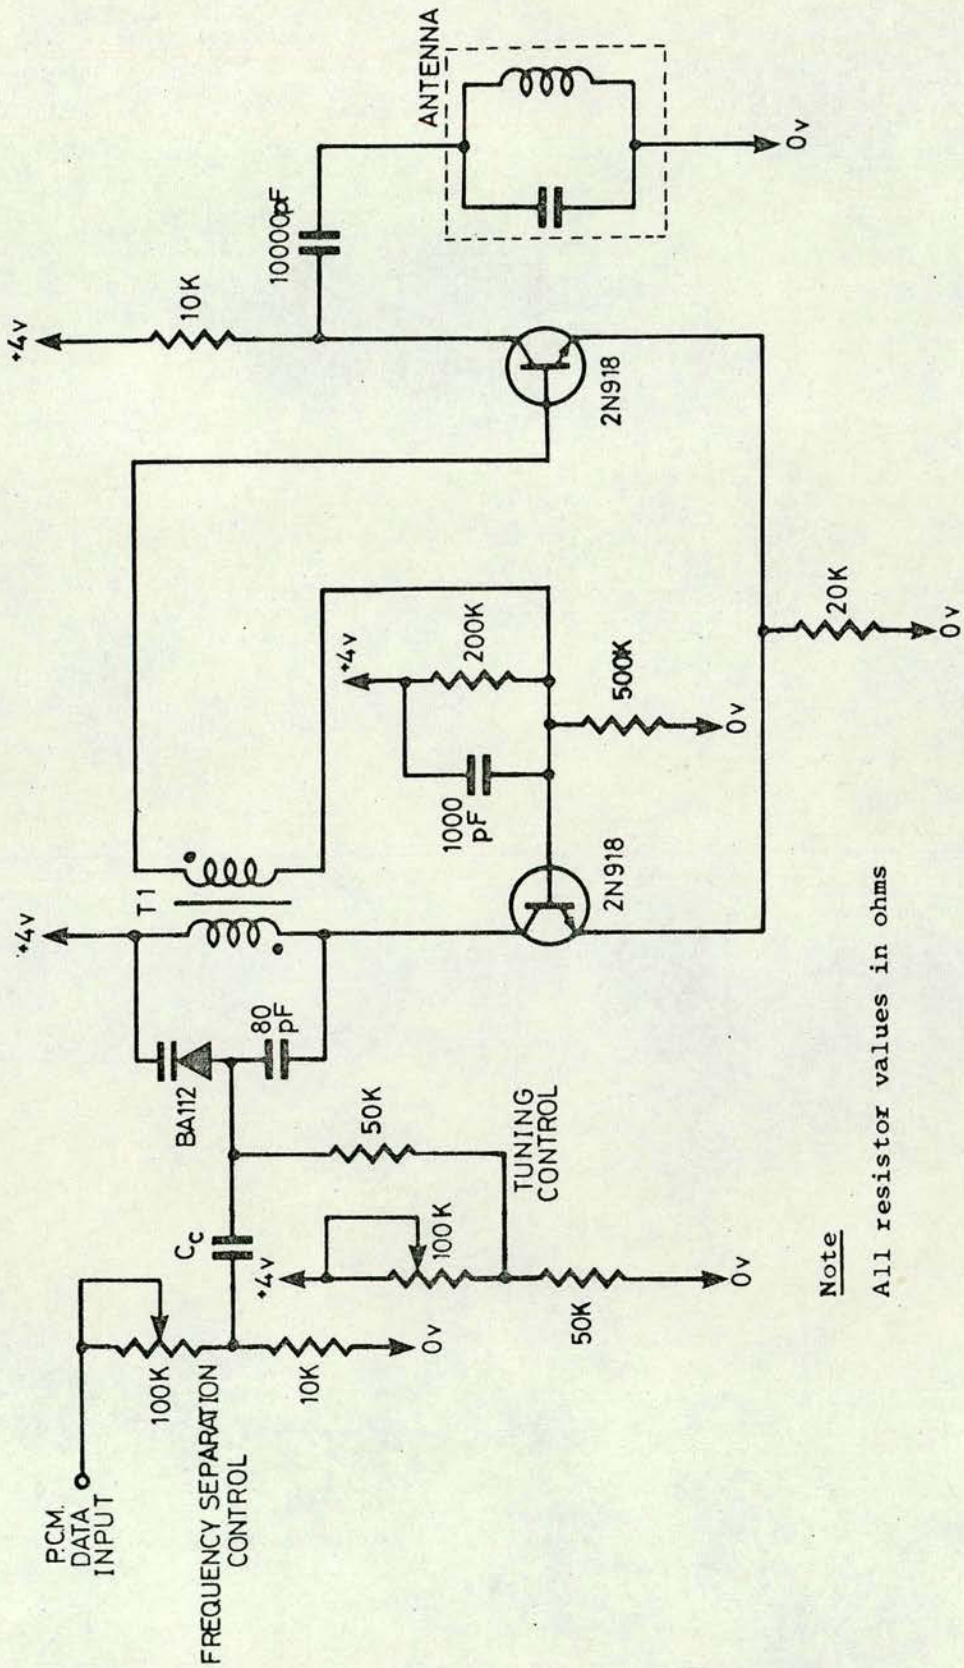 P.C.M.
DATA
INPUT
100K
FREQUENCY SEPARATION
CONTROL
10K
0v
Cc
+4v
100K
TUNING
CONTROL
50K
0v
50K
BA112
80
pF
+4v
T1
2N918
1000
pF
+4v
200K
500K
0v
20K
0v
2N918
+4v
10K
10000pF
ANTENNA
0v
Note
All resistor values in ohms